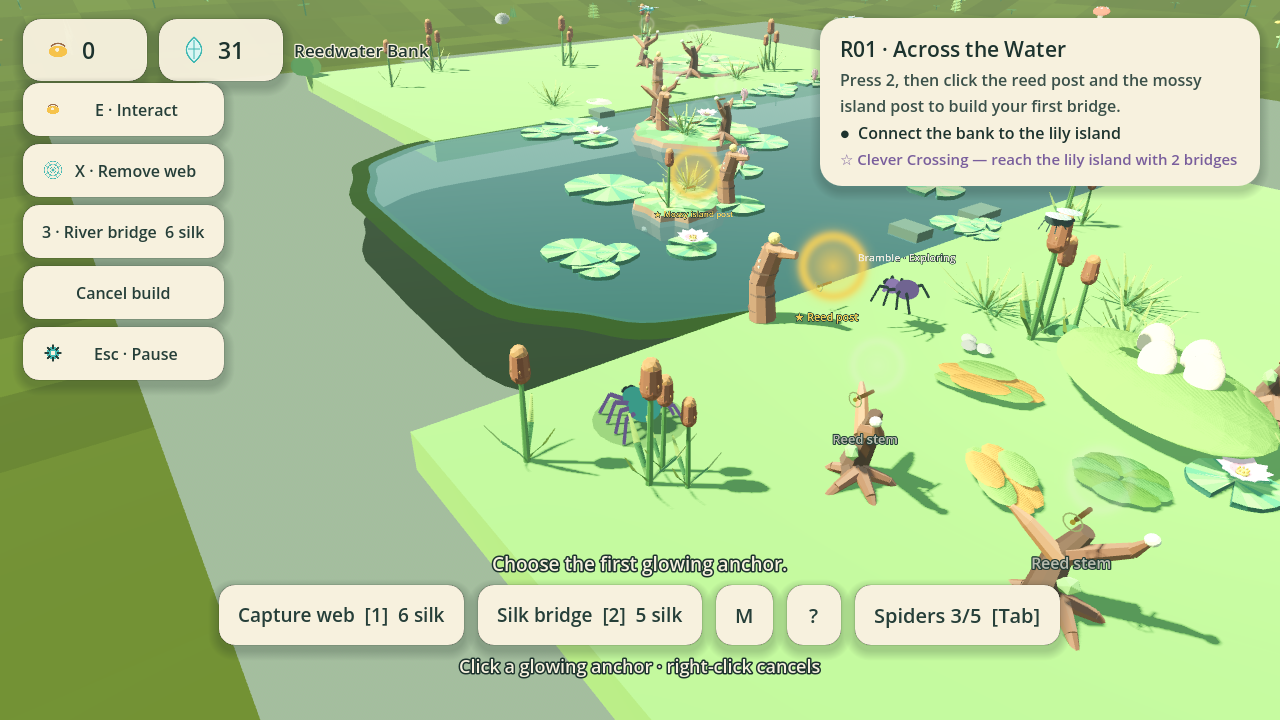 0
31
Reedwater Bank
E · Interact
X · Remove web
3 · River bridge 6 silk
Cancel build
Esc · Pause
R01 · Across the Water
Press 2, then click the reed post and the mossy
island post to build your first bridge.
● Connect the bank to the lily island
☆ Clever Crossing — reach the lily island with 2 bridges
★ Mossy island post
Bramble · Exploring
★ Reed post
Reed stem
Reed stem
Choose the first glowing anchor.
Capture web [1] 6 silk
Silk bridge [2] 5 silk
M
?
Spiders 3/5 [Tab]
Click a glowing anchor · right-click cancels